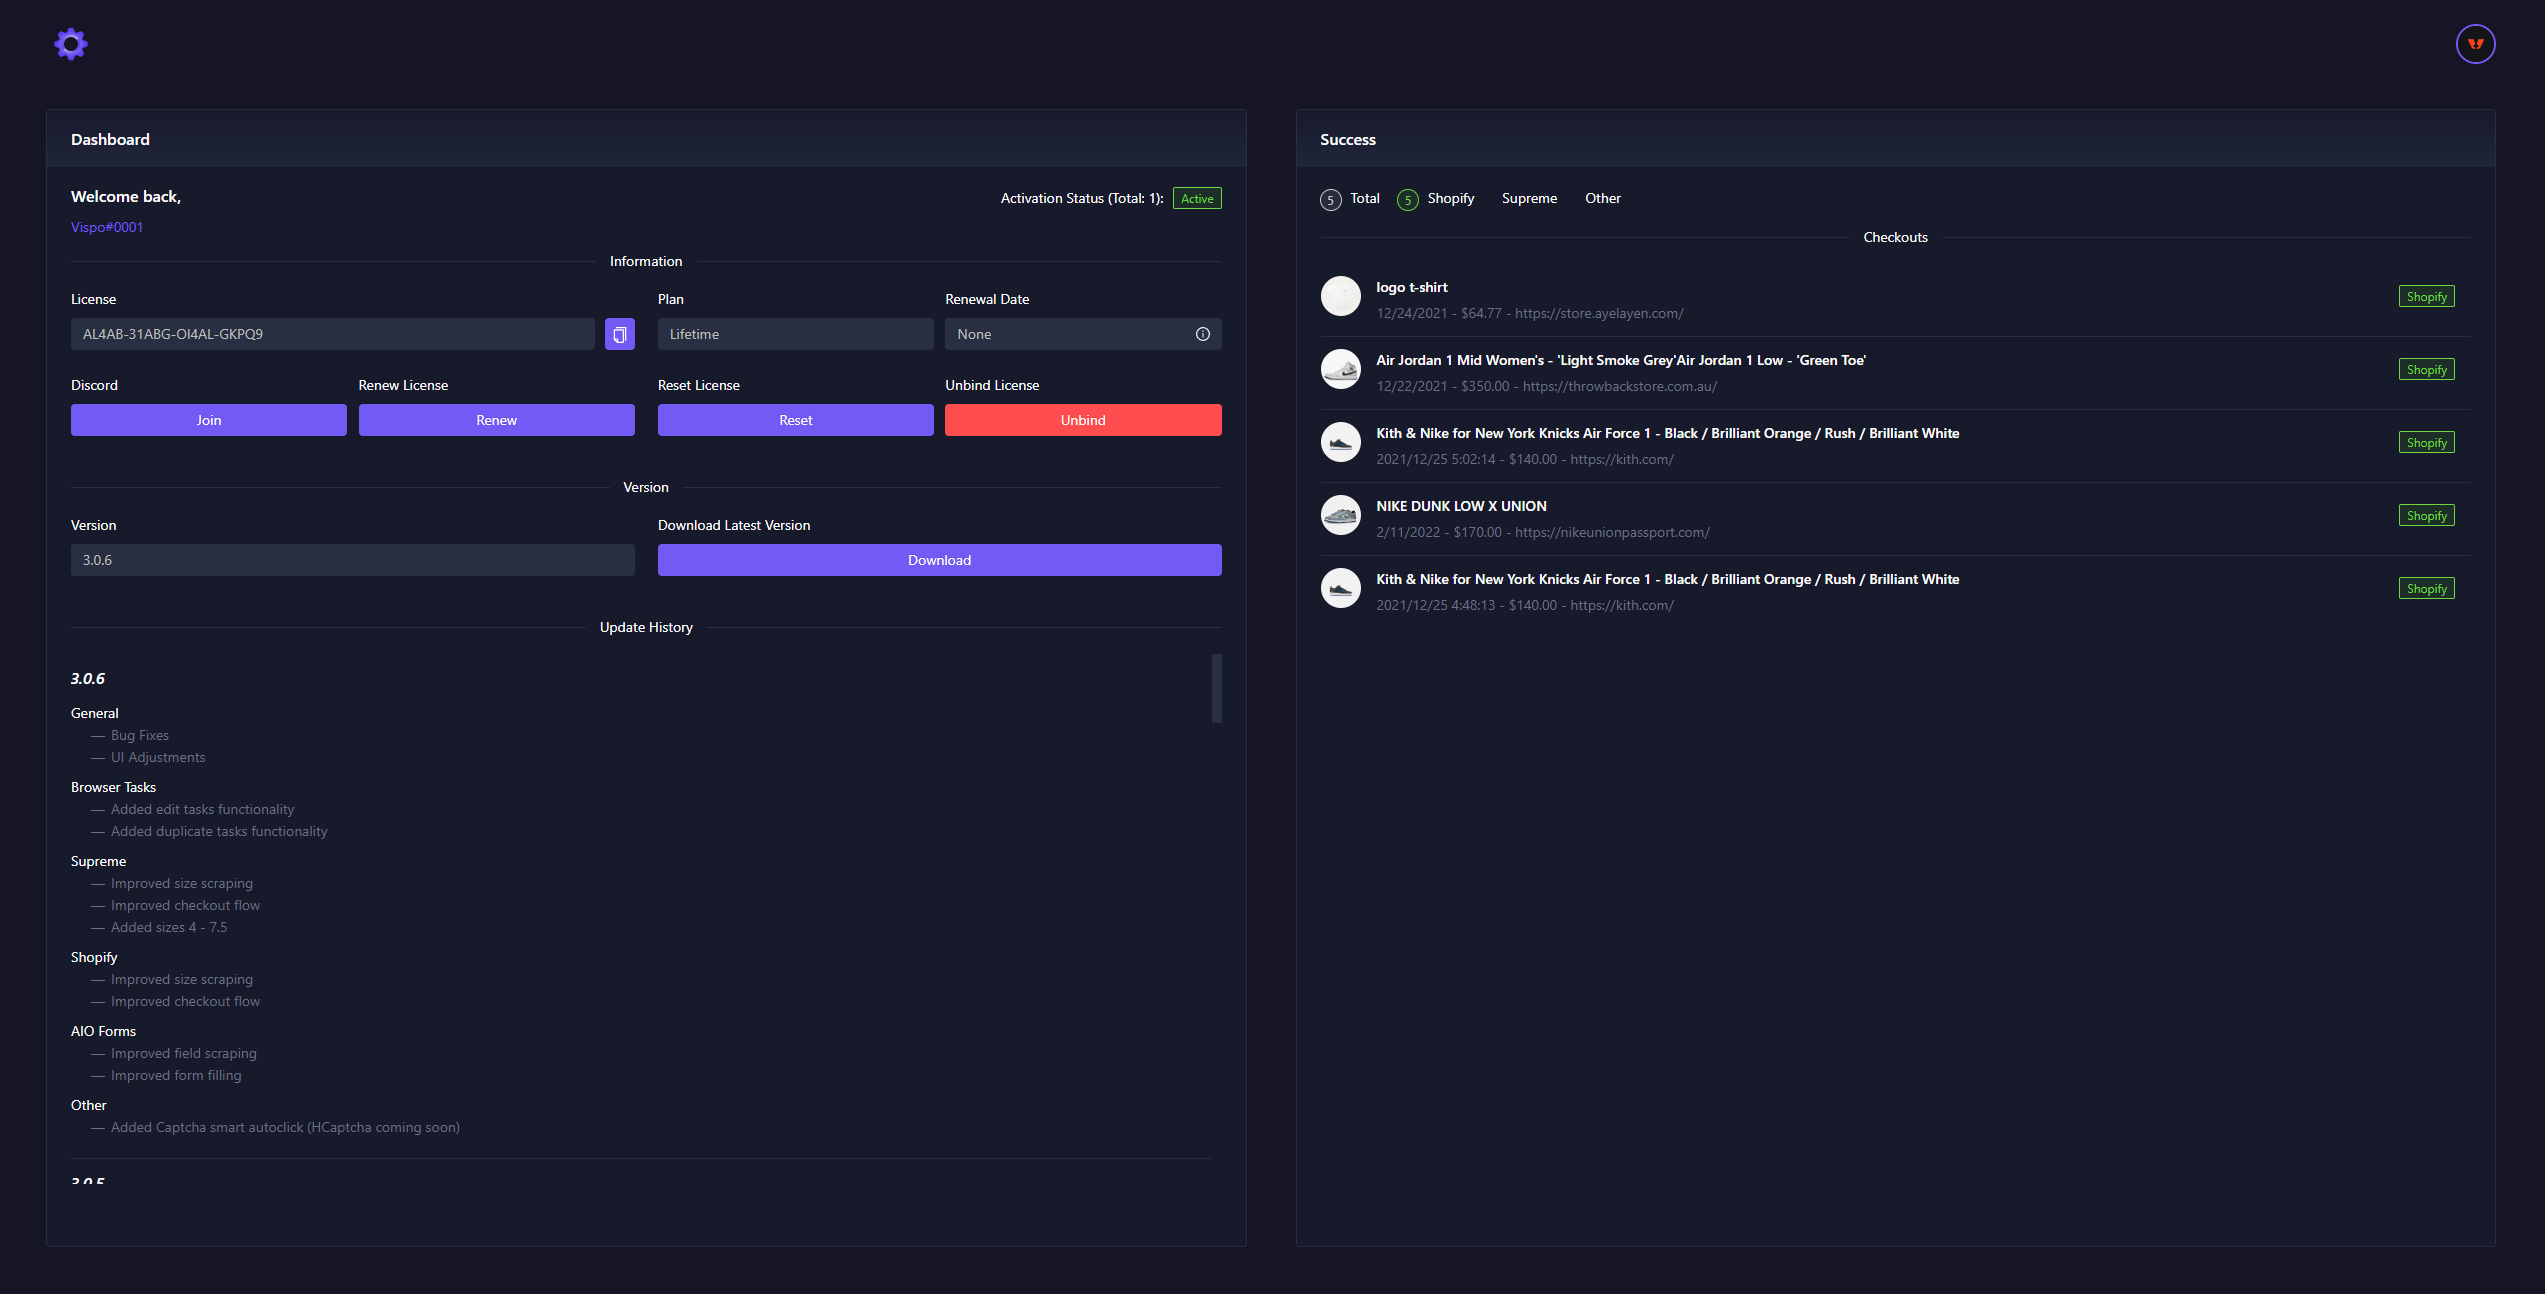 Dashboard
Welcome back,
Activation Status (Total: 1): Active
Vispo#0001
Information
License
Plan
Renewal Date
AL4AB-31ABG-OI4AL-GKPQ9
Lifetime
None
Discord
Renew License
Reset License
Unbind License
Join
Renew
Reset
Unbind
Version
Version
Download Latest Version
3.0.6
Download
Update History
3.0.6
General
— Bug Fixes
— UI Adjustments
Browser Tasks
— Added edit tasks functionality
— Added duplicate tasks functionality
Supreme
— Improved size scraping
— Improved checkout flow
— Added sizes 4 - 7.5
Shopify
— Improved size scraping
— Improved checkout flow
AIO Forms
— Improved field scraping
— Improved form filling
Other
— Added Captcha smart autoclick (HCaptcha coming soon)
3.0.5
Success
5 Total 5 Shopify Supreme Other
Checkouts
logo t-shirt
12/24/2021 - $64.77 - https://store.ayelayen.com/
Shopify
Air Jordan 1 Mid Women's - 'Light Smoke Grey'Air Jordan 1 Low - 'Green Toe'
12/22/2021 - $350.00 - https://throwbackstore.com.au/
Shopify
Kith & Nike for New York Knicks Air Force 1 - Black / Brilliant Orange / Rush / Brilliant White
2021/12/25 5:02:14 - $140.00 - https://kith.com/
Shopify
NIKE DUNK LOW X UNION
2/11/2022 - $170.00 - https://nikeunionpassport.com/
Shopify
Kith & Nike for New York Knicks Air Force 1 - Black / Brilliant Orange / Rush / Brilliant White
2021/12/25 4:48:13 - $140.00 - https://kith.com/
Shopify